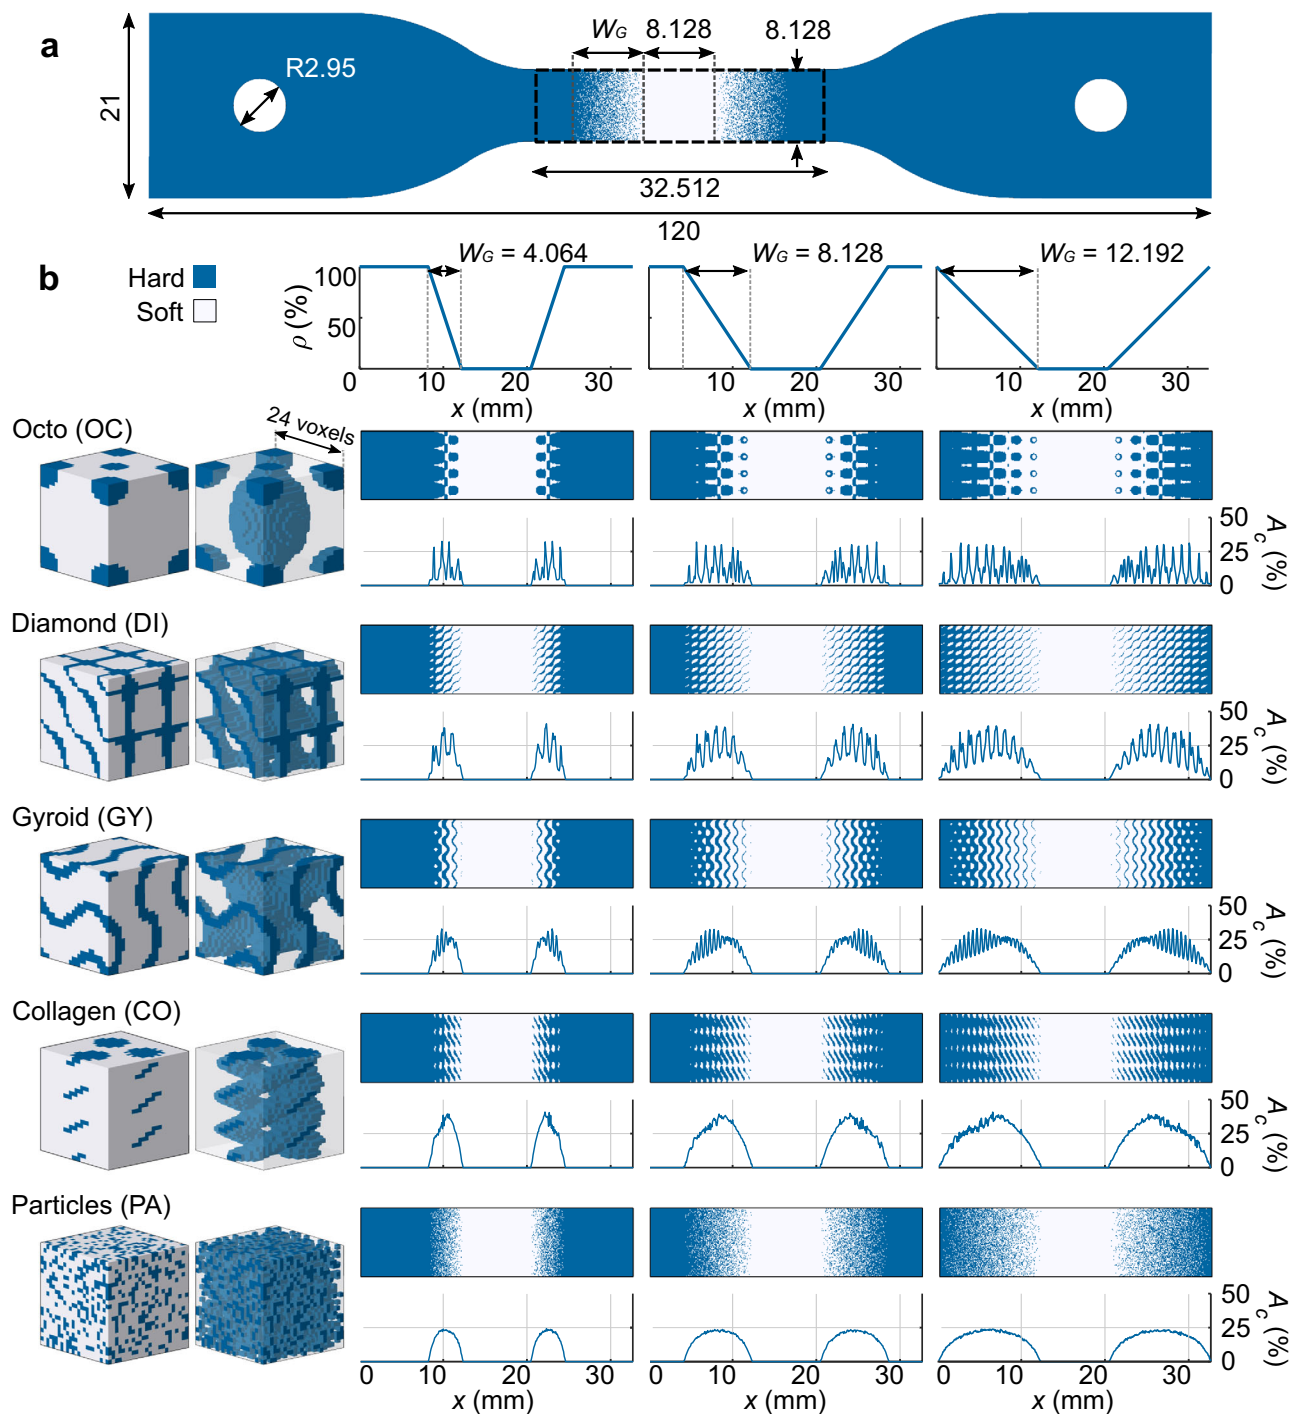 a
W_G 8.128 8.128
R2.95
21
32.512
120
b
Hard
Soft
W_G = 4.064 W_G = 8.128 W_G = 12.192
100
50
0
ρ (%)
10 20 30 10 20 30 10 20 30
x (mm) x (mm) x (mm)
24 voxels
Octo (OC)
50
25
0
A_c (%)
Diamond (DI)
50
25
0
A_c (%)
Gyroid (GY)
50
25
0
A_c (%)
Collagen (CO)
50
25
0
A_c (%)
Particles (PA)
50
25
0
A_c (%)
0 10 20 30 0 10 20 30 0 10 20 30
x (mm) x (mm) x (mm)